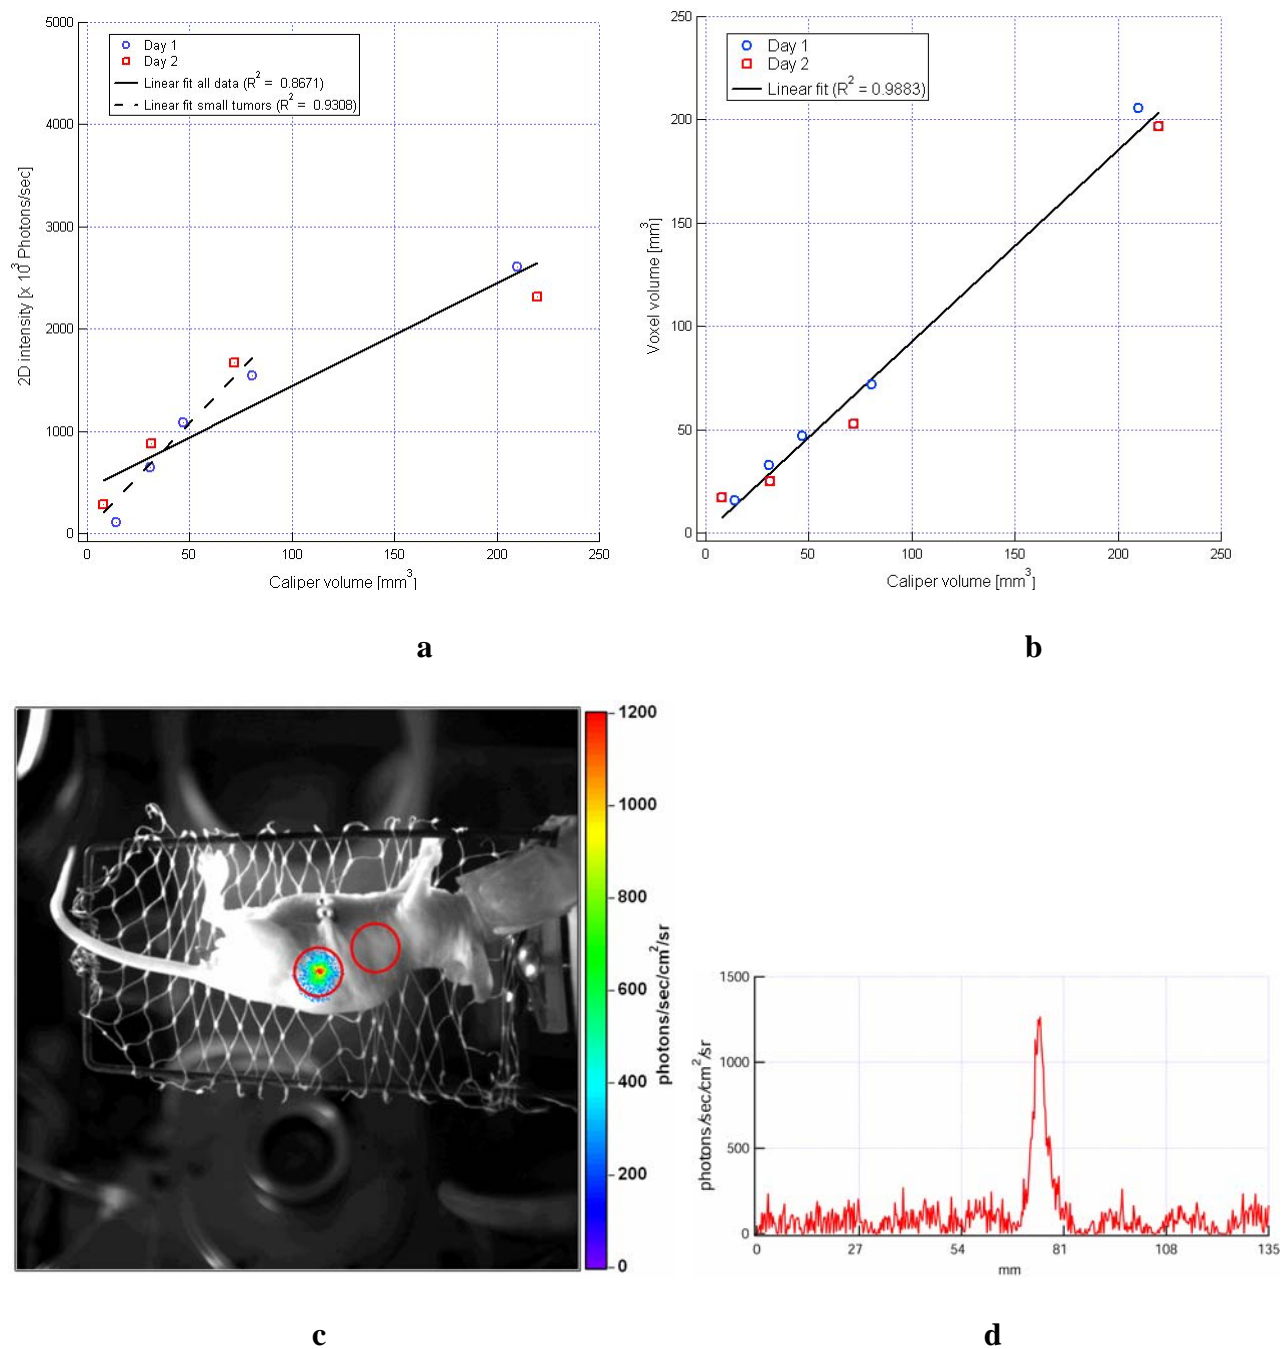 5000
4000
3000
2000
1000
0
2D intensity [x 10³ Photons/sec]
Day 1
Day 2
Linear fit all data (R² = 0.8671)
Linear fit small tumors (R² = 0.9308)
0 50 100 150 200 250
Caliper volume [mm³]
a
250
200
150
100
50
0
Voxel volume [mm³]
Day 1
Day 2
Linear fit (R² = 0.9883)
0 50 100 150 200 250
Caliper volume [mm³]
b
1200
1000
800
600
400
200
0
photons/sec/cm²/sr
c
1500
1000
500
0
photons/sec/cm²/sr
0 27 54 81 108 135
mm
d